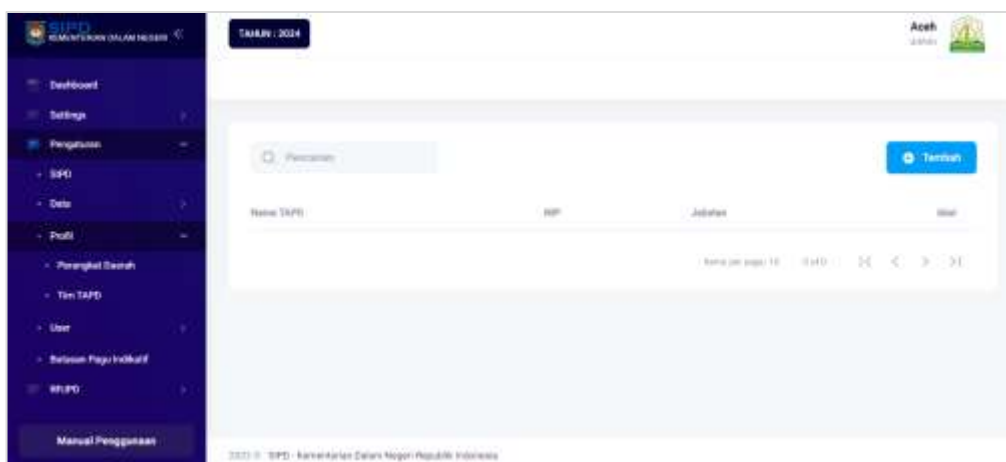 SIPD
KEMENTERIAN DALAM NEGERI
TAHUN : 2024
Aceh
admin
Dashboard
Settings
Pengaturan
SIPD
Data
Profil
Perangkat Daerah
Tim TAPD
User
Batasan Pagu Indikatif
Manual Penggunaan
Pencarian
Tambah
Nama TAPD
NIP
Jabatan
Items per page: 10
0 of 0
2023 © SIPD - Kementerian Dalam Negeri Republik Indonesia